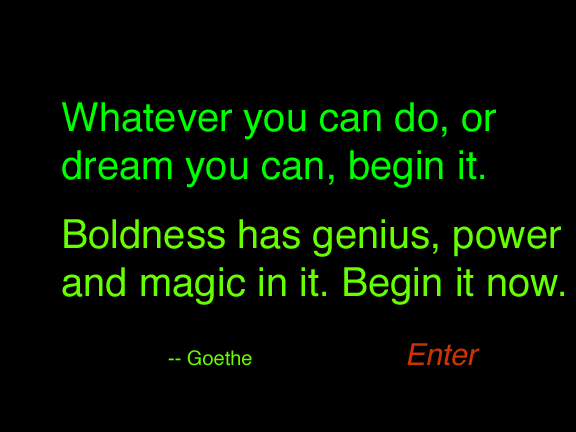 Whatever you can do, or
dream you can, begin it.
Boldness has genius, power
and magic in it. Begin it now.
-- Goethe
Enter